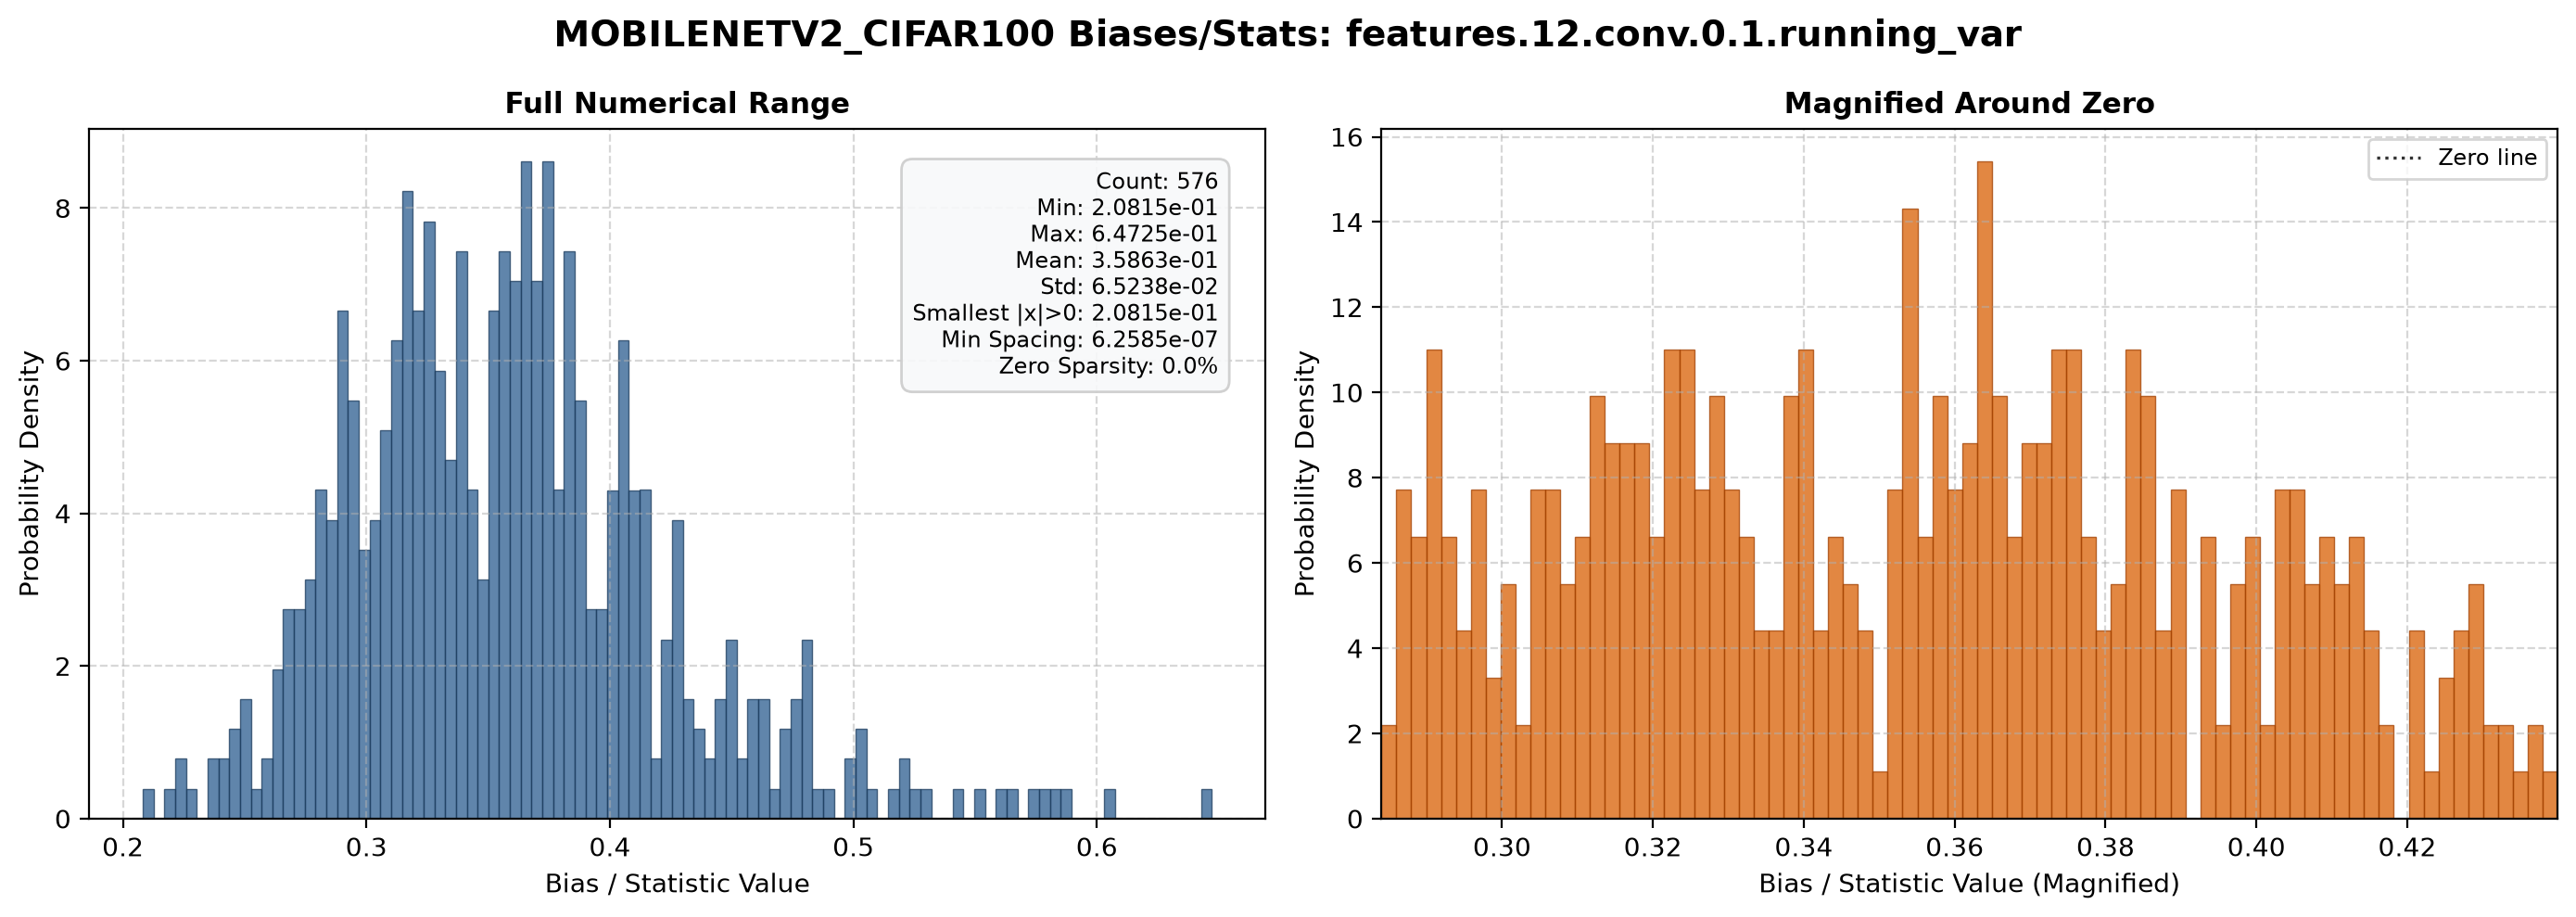 MOBILENETV2_CIFAR100 Biases/Stats: features.12.conv.0.1.running_var
Full Numerical Range
Probability Density
8
6
4
2
0
Count: 576
Min: 2.0815e-01
Max: 6.4725e-01
Mean: 3.5863e-01
Std: 6.5238e-02
Smallest |x|>0: 2.0815e-01
Min Spacing: 6.2585e-07
Zero Sparsity: 0.0%
0.2 0.3 0.4 0.5 0.6
Bias / Statistic Value
Magnified Around Zero
Probability Density
16
14
12
10
8
6
4
2
0
Zero line
0.30 0.32 0.34 0.36 0.38 0.40 0.42
Bias / Statistic Value (Magnified)